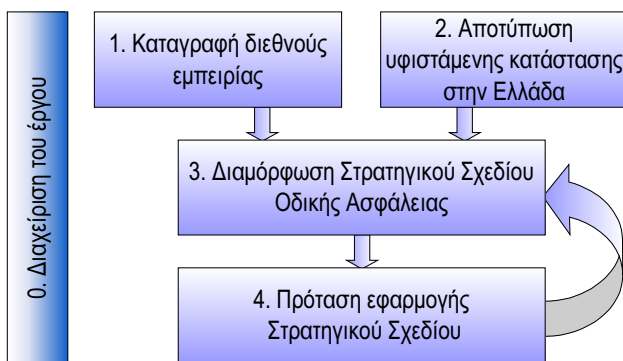 0. Διαχείριση του έργου
1. Καταγραφή διεθνούς
εμπειρίας
2. Αποτύπωση
υφιστάμενης κατάστασης
στην Ελλάδα
3. Διαμόρφωση Στρατηγικού Σχεδίου
Οδικής Ασφάλειας
4. Πρόταση εφαρμογής
Στρατηγικού Σχεδίου